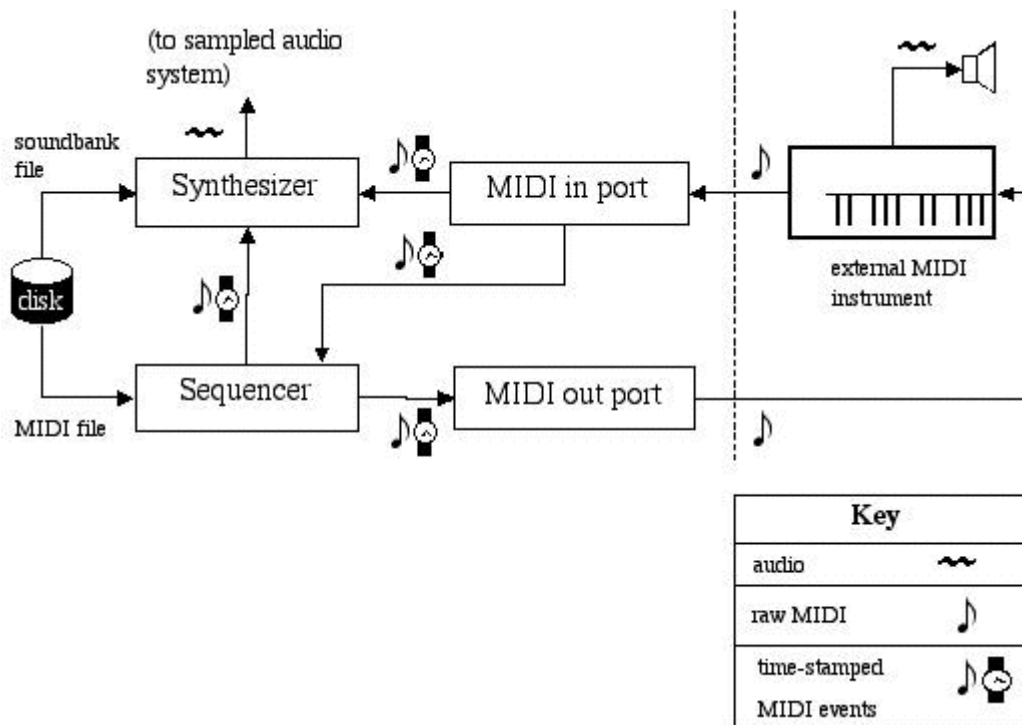 (to sampled audio
system)
soundbank
file
Synthesizer
MIDI in port
external MIDI
instrument
disk
Sequencer
MIDI out port
MIDI file
Key
audio
raw MIDI
time-stamped
MIDI events